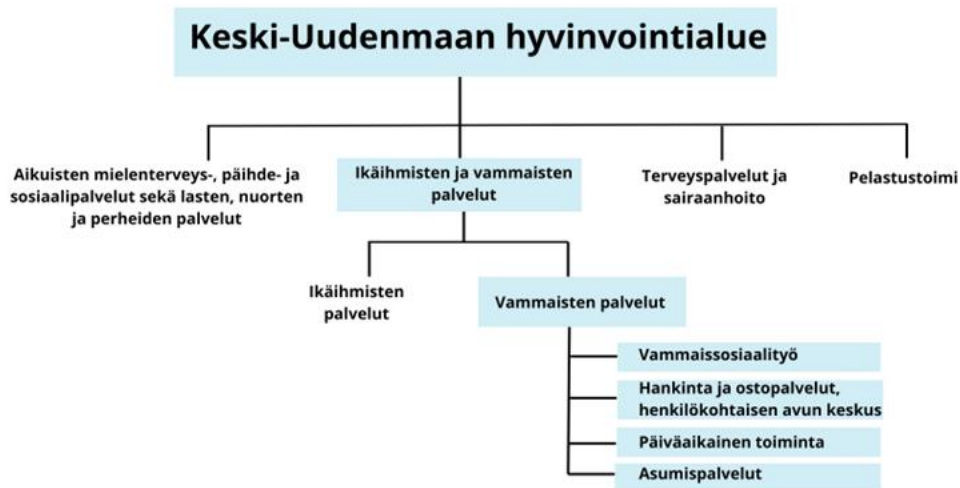 Keski-Uudenmaan hyvinvointialue
Aikuisten mielenterveys-, päihde- ja
sosiaalipalvelut sekä lasten, nuorten
ja perheiden palvelut
Ikäihmisten ja vammaisten
palvelut
Terveyspalvelut ja
sairaanhoito
Pelastustoimi
Ikäihmisten
palvelut
Vammaisten palvelut
Vammaissosiaalityö
Hankinta ja ostopalvelut,
henkilökohtaisen avun keskus
Päiväaikainen toiminta
Asumispalvelut